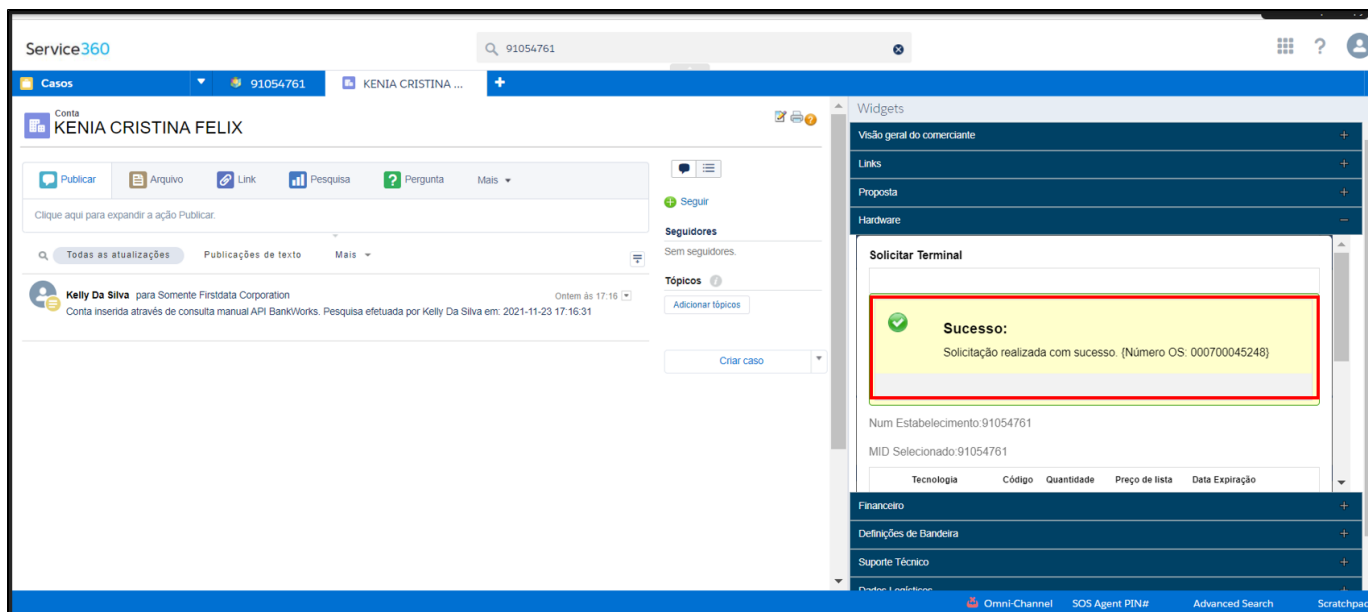 Service360
91054761
?
Casos
91054761
KENIA CRISTINA ...
Conta
KENIA CRISTINA FELIX
Publicar
Arquivo
Link
Pesquisa
Pergunta
Mais
Clique aqui para expandir a ação Publicar.
Todas as atualizações
Publicações de texto
Mais
Kelly Da Silva para Somente Firstdata Corporation
Ontem às 17:16
Conta inserida através de consulta manual API BankWorks. Pesquisa efetuada por Kelly Da Silva em: 2021-11-23 17:16:31
Seguir
Seguidores
Sem seguidores.
Tópicos
Adicionar tópicos
Criar caso
Widgets
Visão geral do comerciante
Links
Proposta
Hardware
Solicitar Terminal
Sucesso:
Solicitação realizada com sucesso. {Número OS: 000700045248}
Num Estabelecimento:91054761
MID Selecionado:91054761
Tecnologia Código Quantidade Preço de lista Data Expiração
Financeiro
Definições de Bandeira
Suporte Técnico
Dados Logísticos
Omni-Channel
SOS Agent PIN#
Advanced Search
Scratchpad